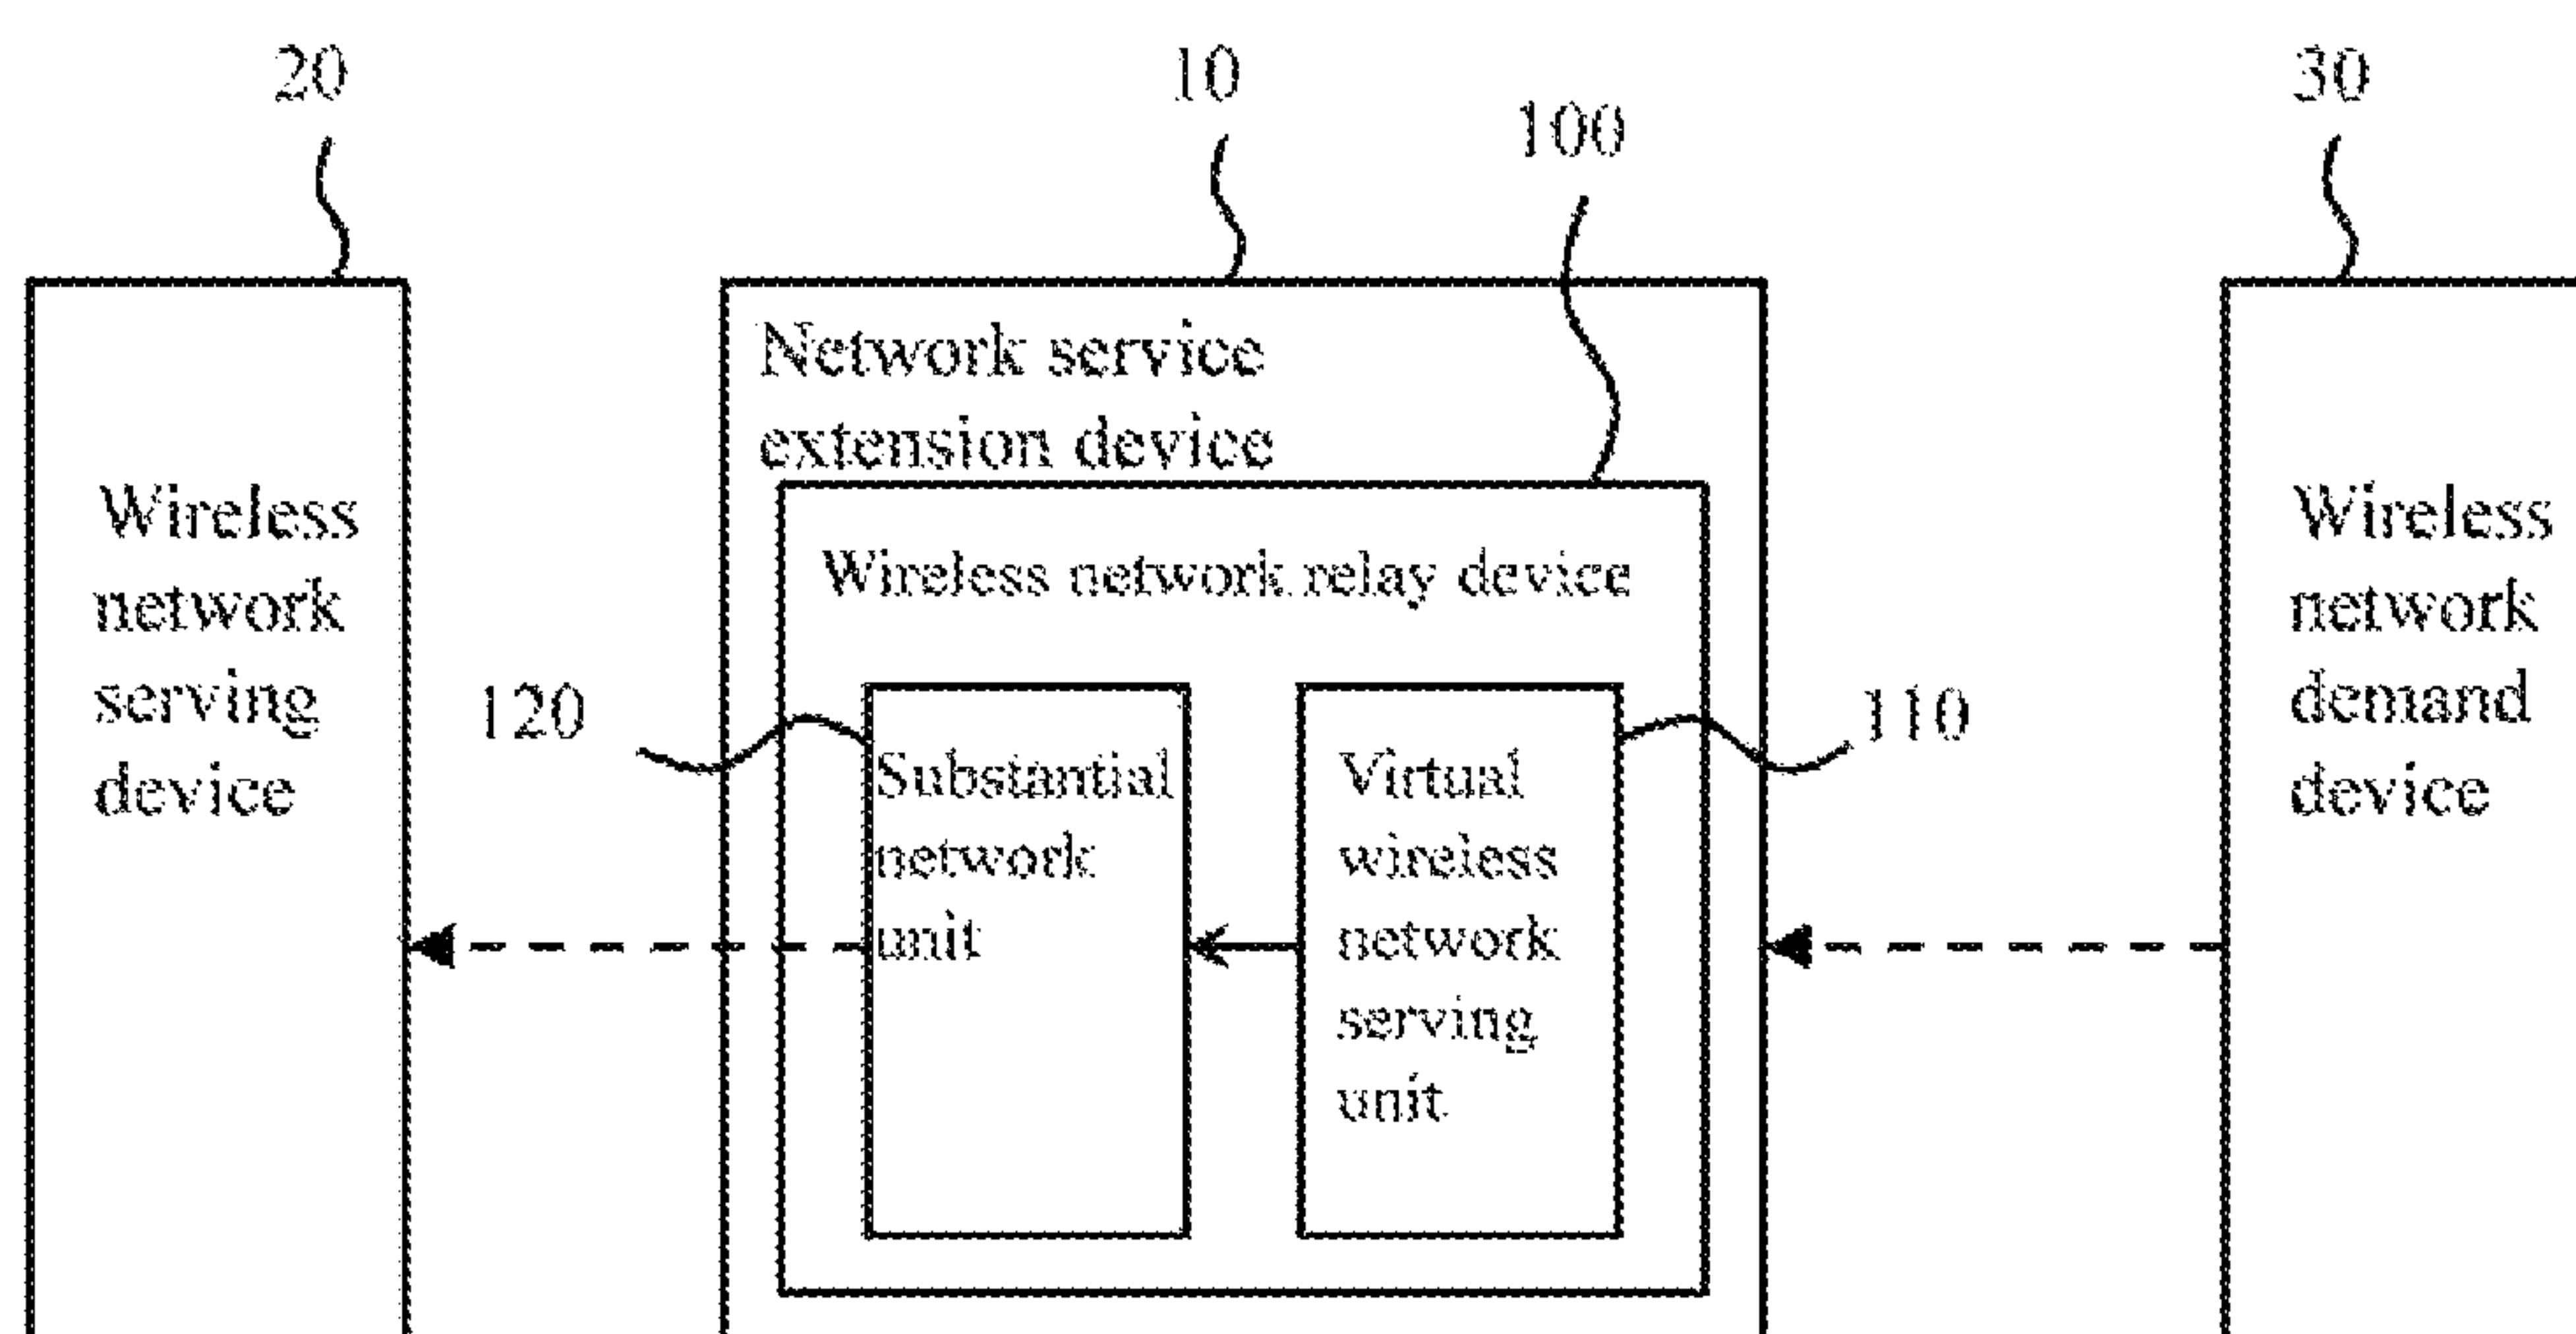 20
10
100
30
Network service
extension device
Wireless
network
serving
device
Wireless network relay device
120
Substantial
network
unit
Virtual
wireless
network
serving
unit
110
Wireless
network
demand
device